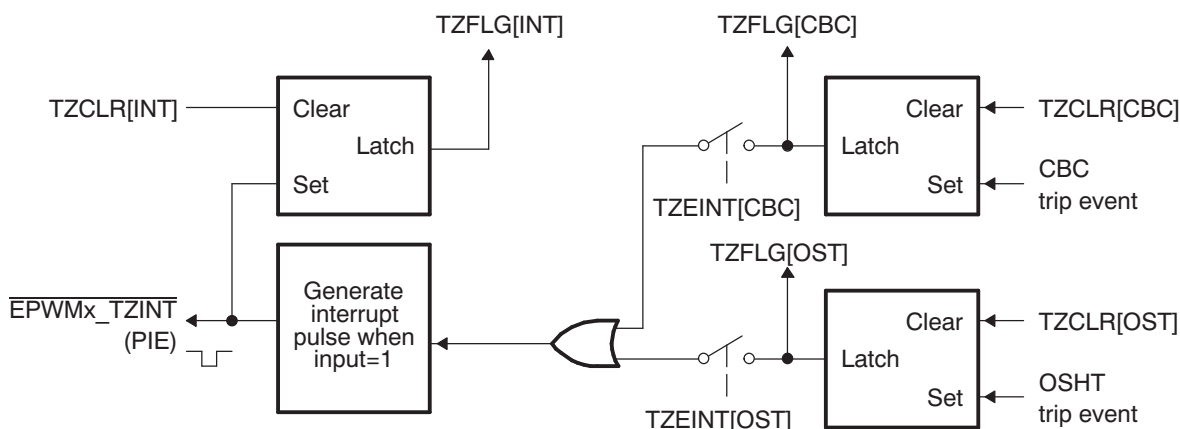 TZFLG[INT]
TZFLG[CBC]
TZCLR[INT]
Clear
Latch
Set
Clear
TZCLR[CBC]
Latch
Set
CBC
trip event
TZEINT[CBC]
TZFLG[OST]
EPWMx_TZINT
(PIE)
Generate
interrupt
pulse when
input=1
Clear
TZCLR[OST]
Latch
Set
OSHT
trip event
TZEINT[OST]